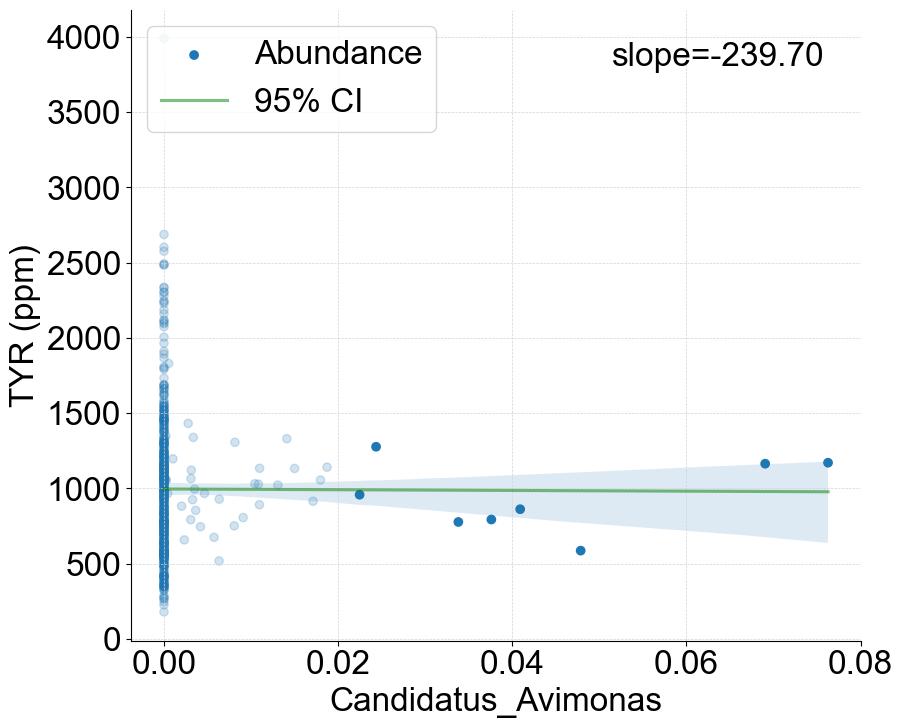 4000
3500
3000
2500
2000
1500
1000
500
0
TYR (ppm)
Abundance
95% CI
slope=-239.70
0.00 0.02 0.04 0.06 0.08
Candidatus_Avimonas